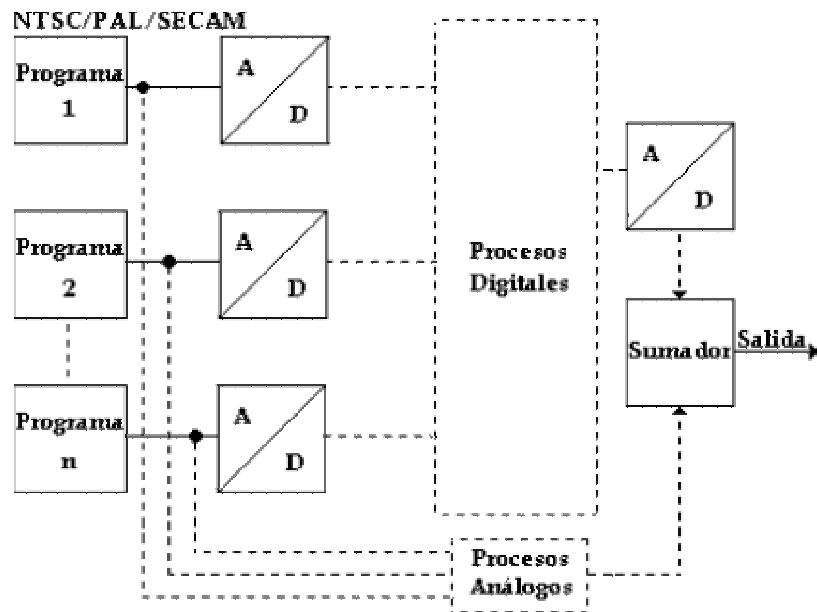 NTSC/PAL/SECAM
Programa
1
A
D
Programa
2
A
D
Programa
n
A
D
Procesos
Digitales
A
D
Sumador
Salida
Procesos
Análogos